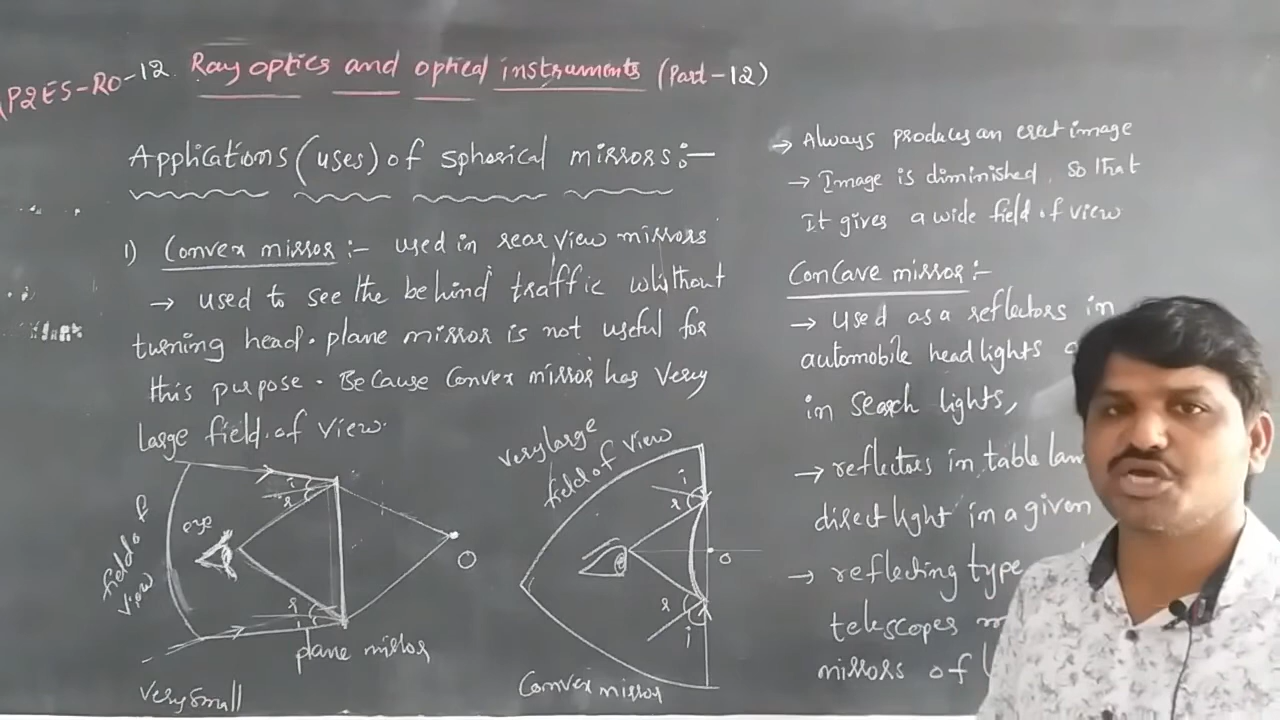 P2ES-RO-12. Ray optics and optical instruments (Part-12)
Applications (uses) of spherical mirrors:-
1) Convex mirror :- used in rear view mirrors
→ used to see the behind traffic whithout
turning head. plane mirror is not useful for
this purpose. Because Convex mirror has very
large field.of view.
field of
view
eye
i
r
r
i
O
plane mirror
very small
very large
field of view
i
r
r
i
O
Convex mirror
→ Always produces an erect image
→ Image is diminished, so that
It gives a wide field of view
Concave mirror:-
→ used as a reflectors in
automobile headlights
in search lights,
→ reflectors in table
direct light in a given
→ reflecting type
telescopes
mirrors of